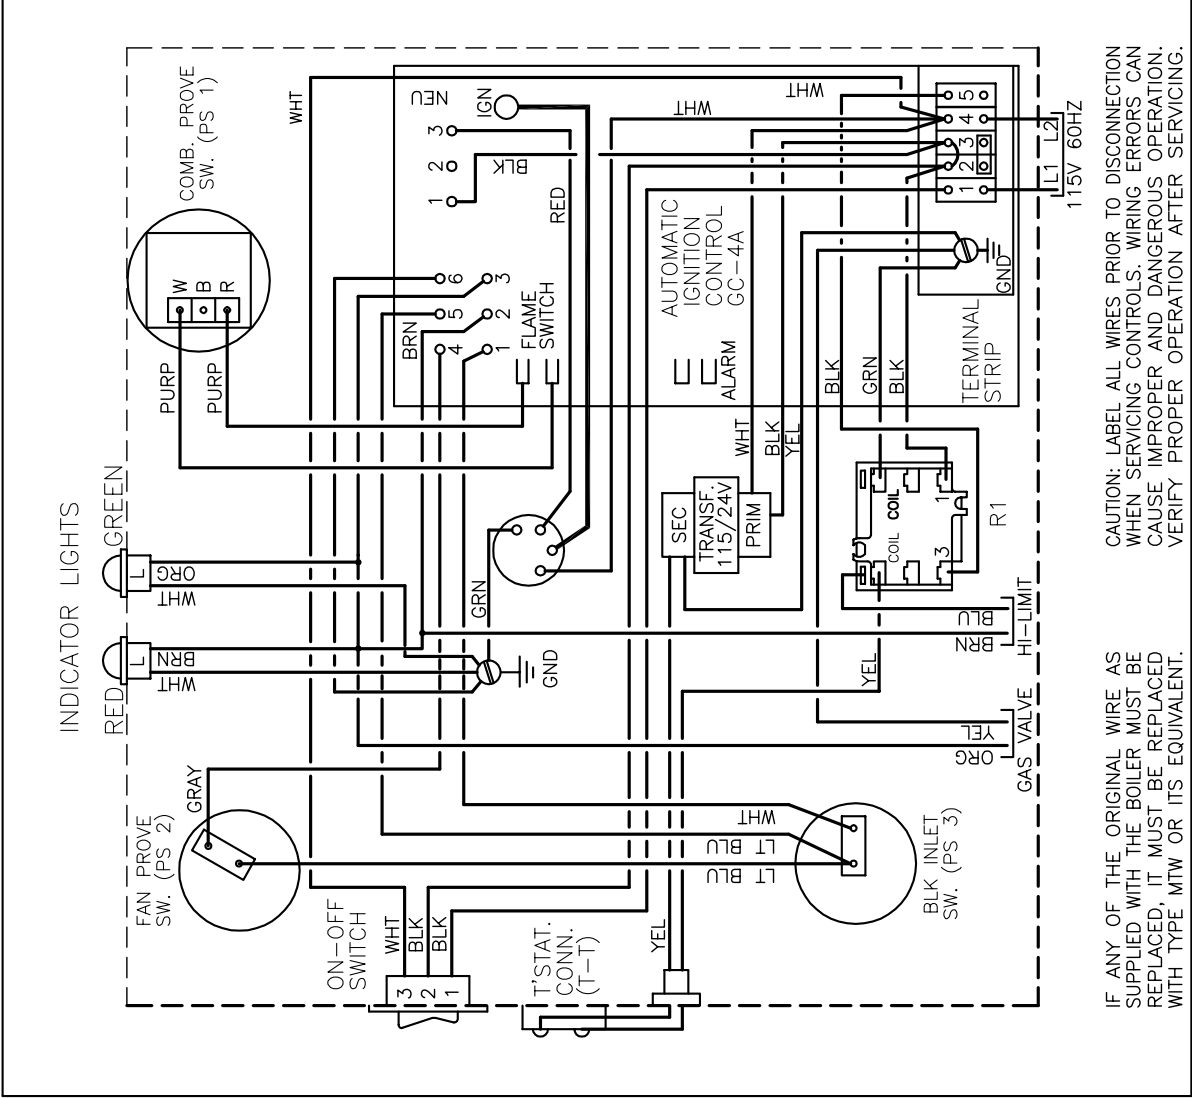 INDICATOR LIGHTS
RED
GREEN
L
L
WHT
BRN
WHT
ORG
COMB. PROVE
SW. (PS 1)
W
B
R
PURP
PURP
FAN PROVE
SW. (PS 2)
GRAY
WHT
NEU
IGN
3
2
1
BLK
RED
6
5
4
3
2
1
BRN
FLAME
SWITCH
AUTOMATIC
IGNITION
CONTROL
GC-4A
ALARM
WHT
WHT
5
4
3
2
1
L1
L2
115V 60HZ
GND
TERMINAL
STRIP
BLK
GRN
BLK
WHT
BLK
YEL
SEC
TRANSF.
115/24V
PRIM
COIL
COIL
1
3
R1
GRN
GND
YEL
BLU
BRN
HI-LIMIT
YEL
ORG
GAS VALVE
WHT
LT BLU
LT BLU
BLK INLET
SW. (PS 3)
ON-OFF
SWITCH
WHT
BLK
BLK
3
2
1
T'STAT.
CONN.
(T-T)
YEL
IF ANY OF THE ORIGINAL WIRE AS
SUPPLIED WITH THE BOILER MUST BE
REPLACED, IT MUST BE REPLACED
WITH TYPE, MTW OR ITS EQUIVALENT.
CAUTION: LABEL ALL WIRES PRIOR TO DISCONNECTION
WHEN SERVICING CONTROLS. WIRING ERRORS CAN
CAUSE IMPROPER AND DANGEROUS OPERATION.
VERIFY PROPER OPERATION AFTER SERVICING.